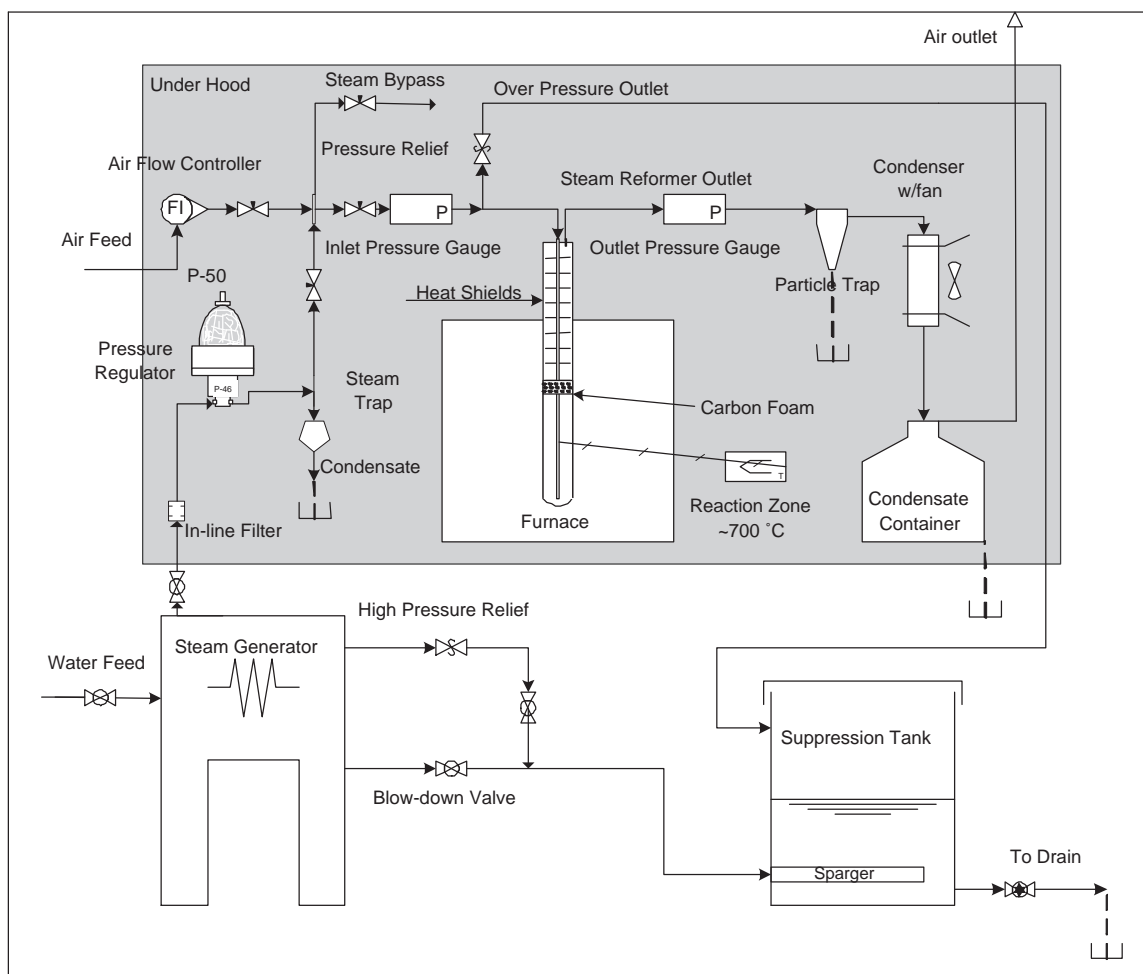 Air outlet
Under Hood
Steam Bypass
Over Pressure Outlet
Pressure Relief
Air Flow Controller
Steam Reformer Outlet
Condenser
w/fan
FI
P
P
Air Feed
Inlet Pressure Gauge
Outlet Pressure Gauge
P-50
Particle Trap
Heat Shields
Pressure
Regulator
P-46
Steam
Trap
Carbon Foam
Condensate
T
In-line Filter
Furnace
Reaction Zone
~700 ˚C
Condensate
Container
High Pressure Relief
Steam Generator
Water Feed
Suppression Tank
Blow-down Valve
To Drain
Sparger